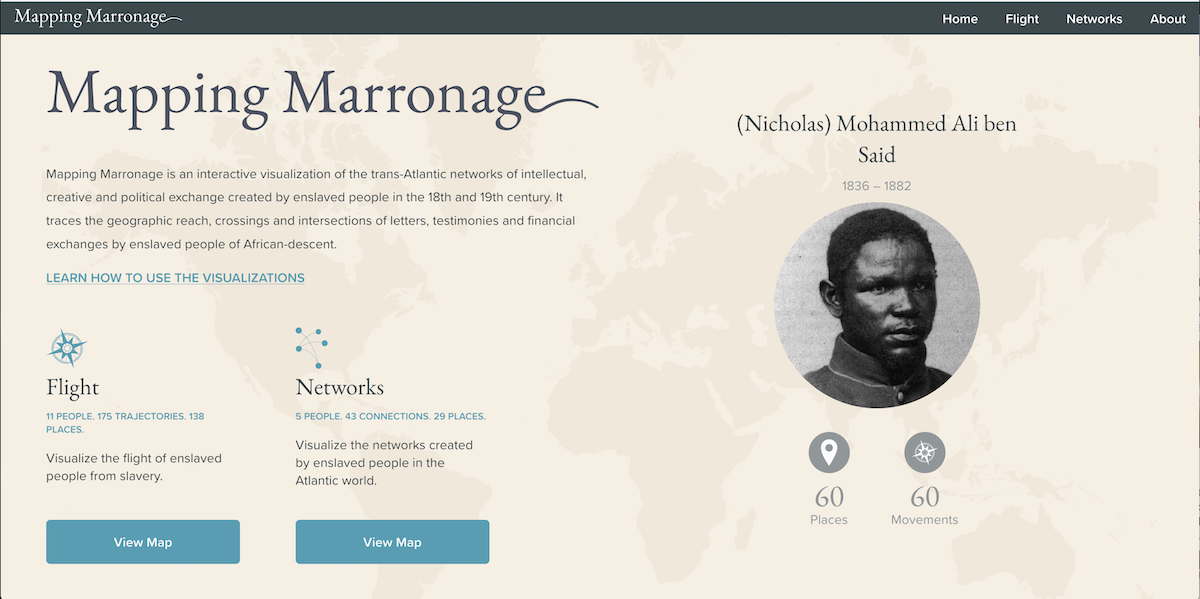 Mapping Marronage
Home
Flight
Networks
About
Mapping Marronage
Mapping Marronage is an interactive visualization of the trans-Atlantic networks of intellectual,
creative and political exchange created by enslaved people in the 18th and 19th century. It
traces the geographic reach, crossings and intersections of letters, testimonies and financial
exchanges by enslaved people of African-descent.
LEARN HOW TO USE THE VISUALIZATIONS
Flight
11 PEOPLE. 175 TRAJECTORIES. 138
PLACES.
Visualize the flight of enslaved
people from slavery.
View Map
Networks
5 PEOPLE. 43 CONNECTIONS. 29 PLACES.
Visualize the networks created
by enslaved people in the
Atlantic world.
View Map
(Nicholas) Mohammed Ali ben
Said
1836 – 1882
60
Places
60
Movements